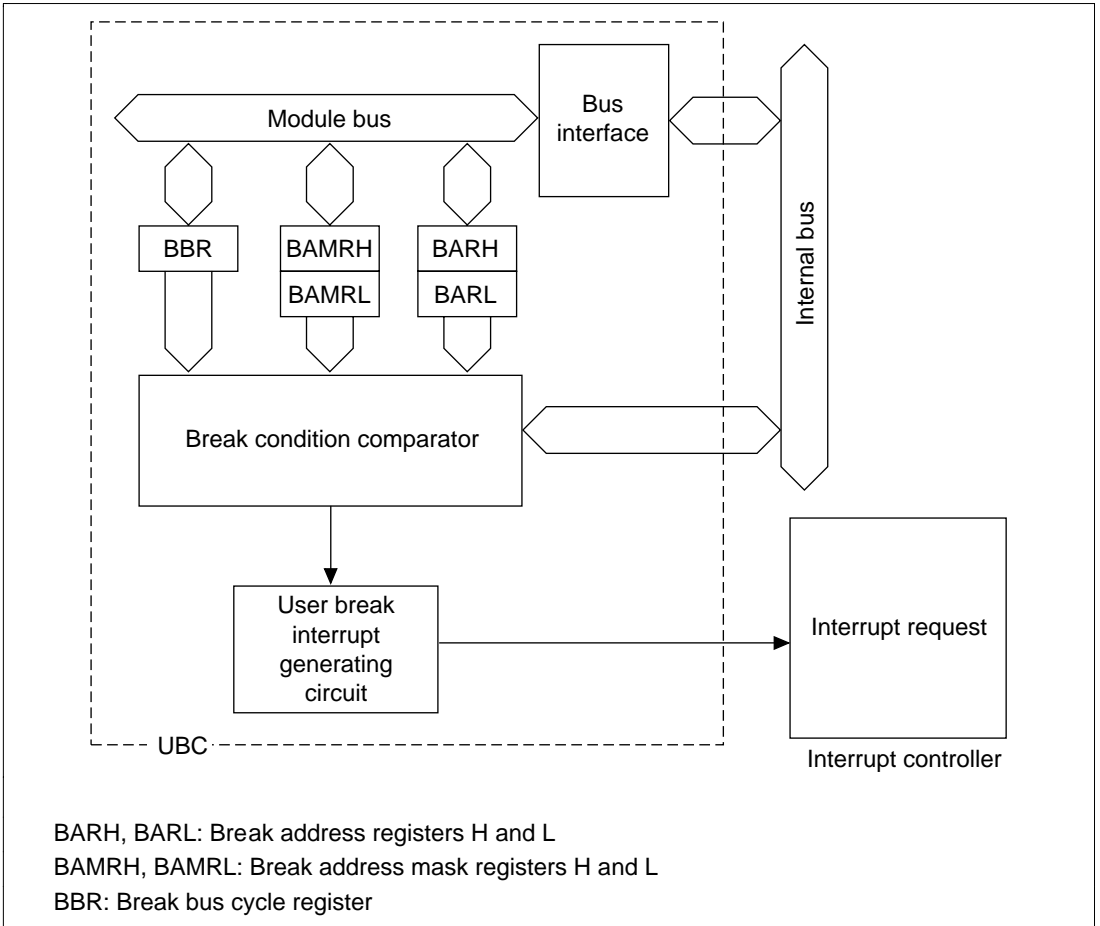 Bus
interface
Module bus
BBR
BAMRH
BARH
BAMRL
BARL
Internal bus
Break condition comparator
User break
interrupt
generating
circuit
Interrupt request
UBC
Interrupt controller
BARH, BARL: Break address registers H and L
BAMRH, BAMRL: Break address mask registers H and L
BBR: Break bus cycle register